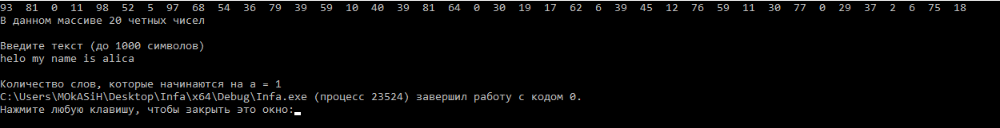 93 81 0 11 98 52 5 97 68 54 36 79 39 59 10 40 39 81 64 0 30 19 17 62 6 39 45 12 76 59 11 30 77 0 29 37 2 6 75 18
В данном массиве 20 четных чисел
Введите текст (до 1000 символов)
helo my name is alica
Количество слов, которые начинаются на a = 1
C:\Users\MOkASiH\Desktop\Infa\x64\Debug\Infa.exe (процесс 23524) завершил работу с кодом 0.
Нажмите любую клавишу, чтобы закрыть это окно: